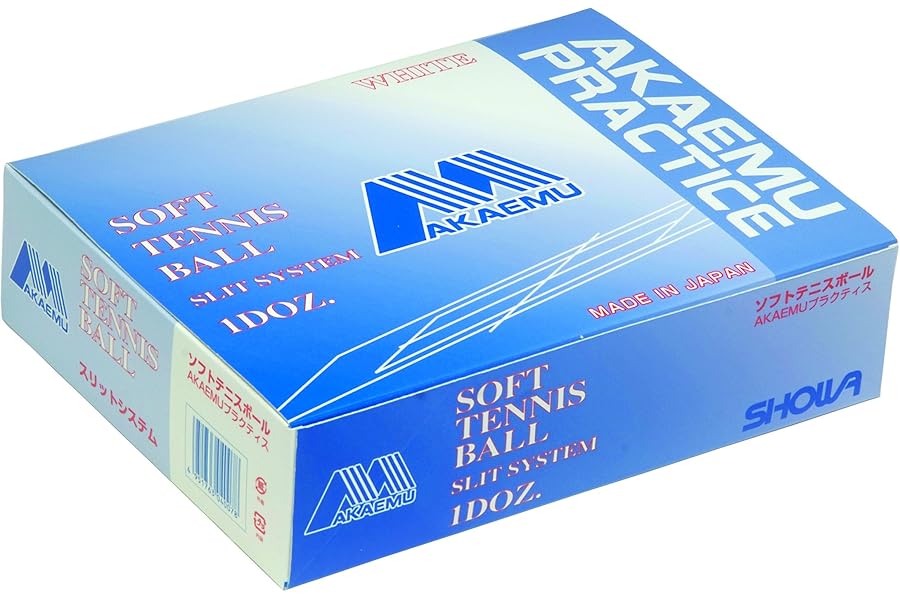 WHITE
AKAEMU
PRACTICE
AKAEMU
SOFT
TENNIS
BALL
SLIT SYSTEM
1DOZ.
MADE IN JAPAN
AKAEMU
SOFT
TENNIS
BALL
スリットシステム
ソフトテニスボール
AKAEMUプラクティス
AKAEMU
SOFT
TENNIS
BALL
SLIT SYSTEM
1DOZ.
ソフトテニスボール
AKAEMUプラクティス
SHOWA